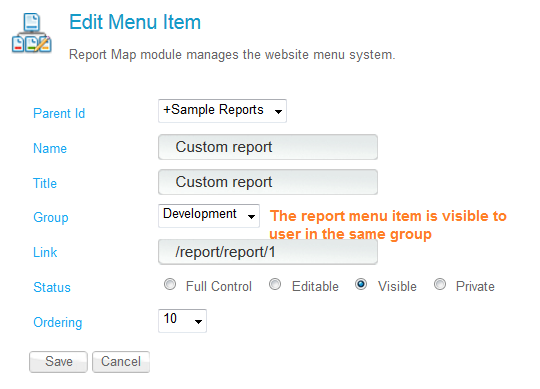 Edit Menu Item
Report Map module manages the website menu system.
Parent Id +Sample Reports
Name Custom report
Title Custom report
Group Development The report menu item is visible to
user in the same group
Link /report/report/1
Status Full Control Editable Visible Private
Ordering 10
Save Cancel